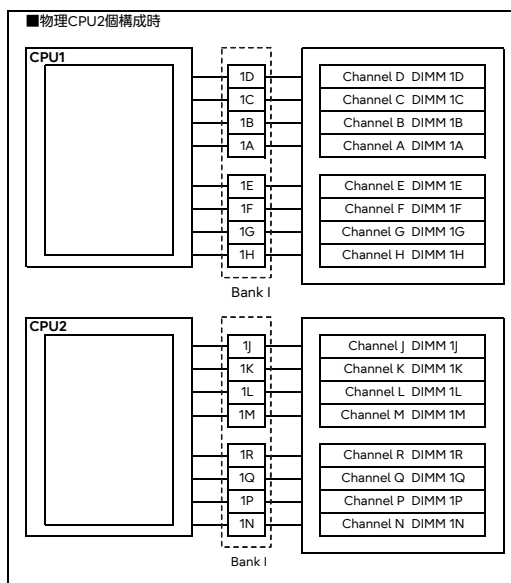 ■物理CPU2個構成時
CPU1
1D Channel D DIMM 1D
1C Channel C DIMM 1C
1B Channel B DIMM 1B
1A Channel A DIMM 1A
1E Channel E DIMM 1E
1F Channel F DIMM 1F
1G Channel G DIMM 1G
1H Channel H DIMM 1H
Bank I
CPU2
1J Channel J DIMM 1J
1K Channel K DIMM 1K
1L Channel L DIMM 1L
1M Channel M DIMM 1M
1R Channel R DIMM 1R
1Q Channel Q DIMM 1Q
1P Channel P DIMM 1P
1N Channel N DIMM 1N
Bank I